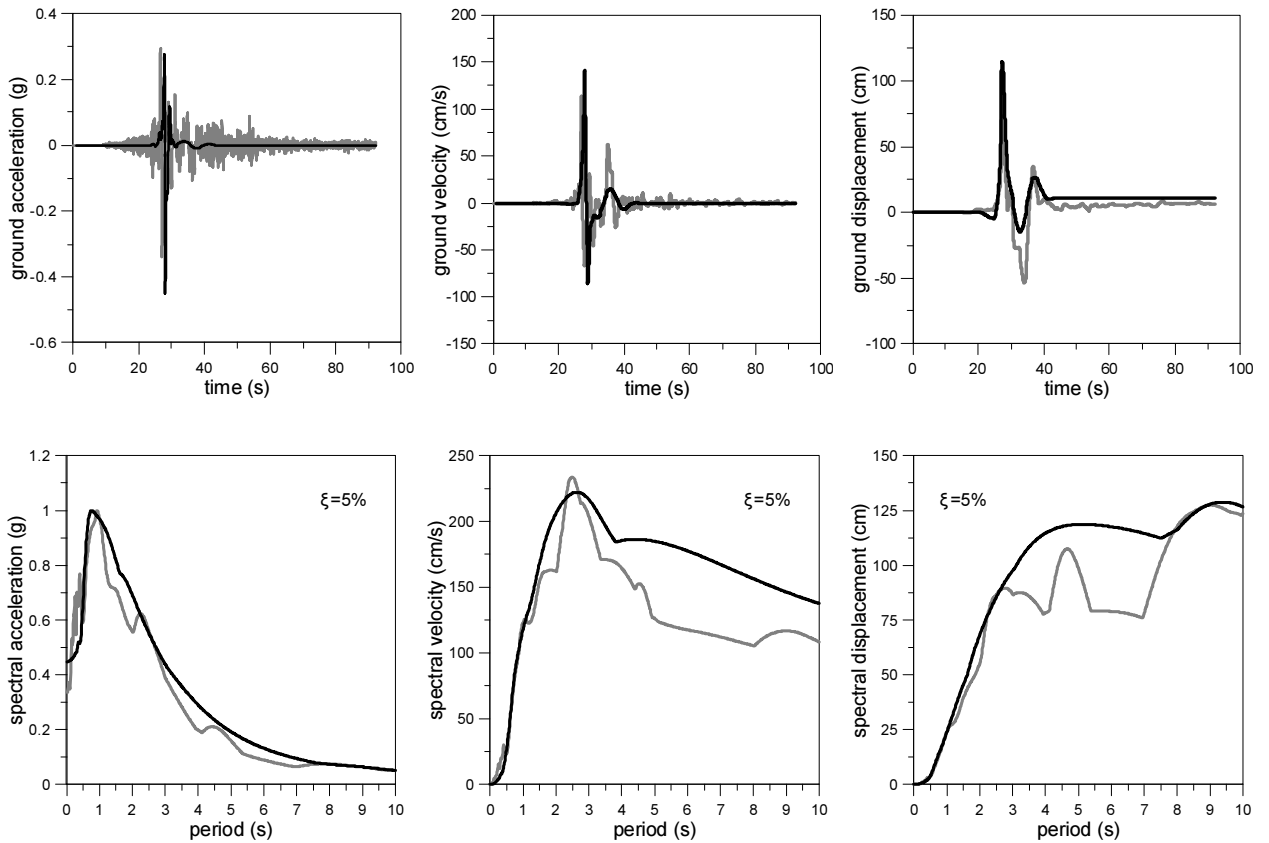 ground acceleration (g)
0.4
0.2
0
-0.2
-0.4
-0.6
0 20 40 60 80 100
time (s)
ground velocity (cm/s)
200
150
100
50
0
-50
-100
-150
0 20 40 60 80 100
time (s)
ground displacement (cm)
150
100
50
0
-50
-100
0 20 40 60 80 100
time (s)
spectral acceleration (g)
1.2
1
0.8
0.6
0.4
0.2
0
ξ=5%
0 1 2 3 4 5 6 7 8 9 10
period (s)
spectral velocity (cm/s)
250
200
150
100
50
0
ξ=5%
0 1 2 3 4 5 6 7 8 9 10
period (s)
spectral displacement (cm)
150
125
100
75
50
25
0
ξ=5%
0 1 2 3 4 5 6 7 8 9 10
period (s)